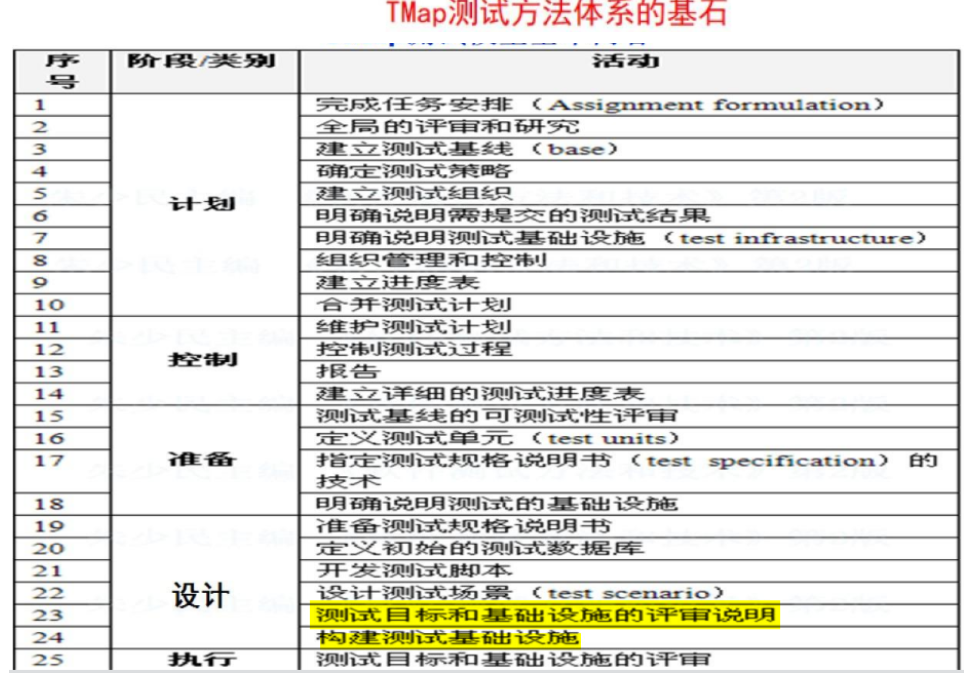 TMap测试方法体系的基石
序号 阶段/类别 活动
1 完成任务安排（Assignment formulation）
2 全局的评审和研究
3 建立测试基线（base）
4 确定测试策略
5 建立测试组织
计划
6 明确说明需提交的测试结果
7 明确说明测试基础设施（test infrastructure）
8 组织管理和控制
9 建立进度表
10 合并测试计划
11 维护测试计划
12 控制测试过程
控制
13 报告
14 建立详细的测试进度表
15 测试基线的可测试性评审
16 定义测试单元（test units）
17 准备 指定测试规格说明书（test specification）的
技术
18 明确说明测试的基础设施
19 准备测试规格说明书
20 定义初始的测试数据库
21 开发测试脚本
22 设计 设计测试场景（test scenario）
23 测试目标和基础设施的评审说明
24 构建测试基础设施
25 执行 测试目标和基础设施的评审